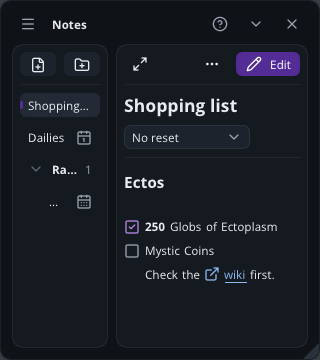 Notes
Edit
Shopping...
Dailies
Ra... 1
...
Shopping list
No reset
Ectos
250 Globs of Ectoplasm
Mystic Coins
Check the wiki first.